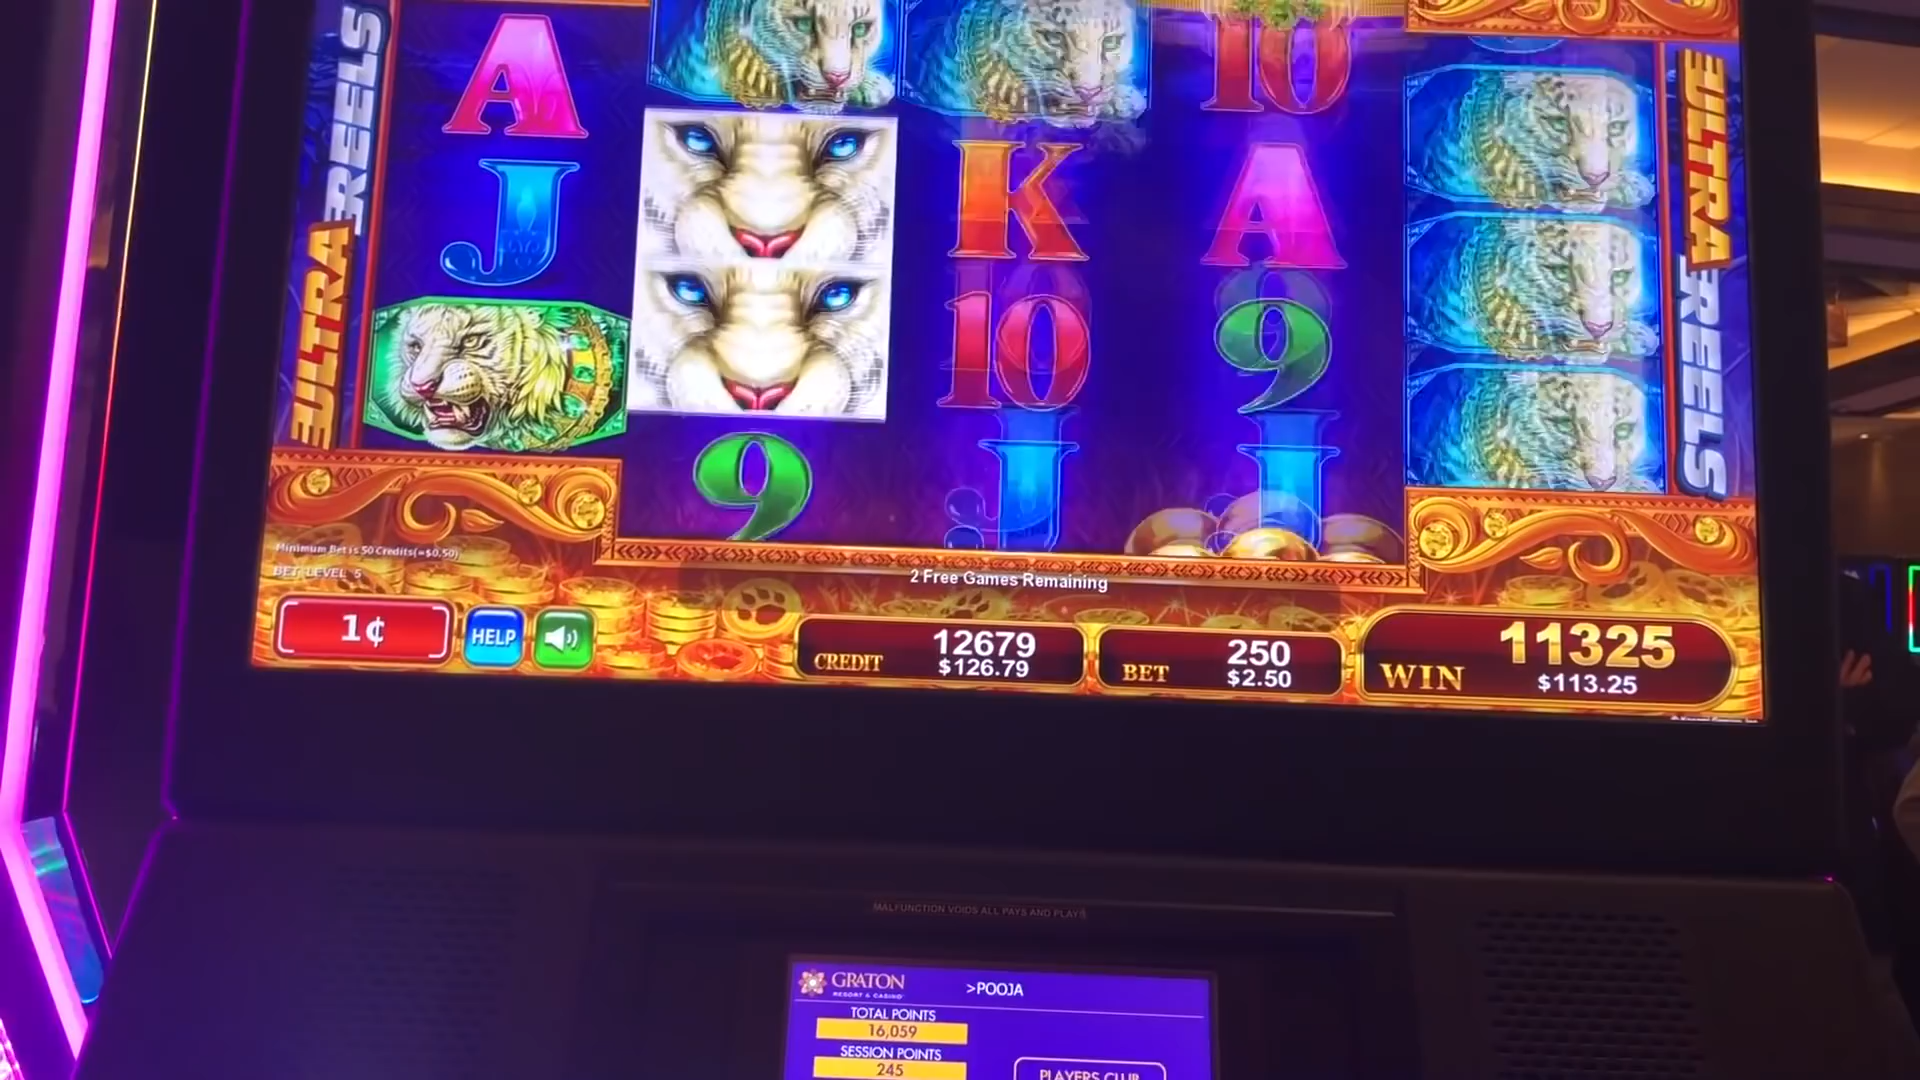 ULTRA REELS
A
10
ULTRA REELS
J
K
A
10
9
9
J
J
Minimum Bet is 50 Credits(=$0.50)
BET LEVEL 5
2 Free Games Remaining
1¢
HELP
CREDIT
12679
$126.79
BET
250
$2.50
WIN
11325
$113.25
MALFUNCTION VOIDS ALL PAYS AND PLAYS
GRATON
RESORT & CASINO
>POOJA
TOTAL POINTS
16,059
SESSION POINTS
245
PLAYERS CLUB